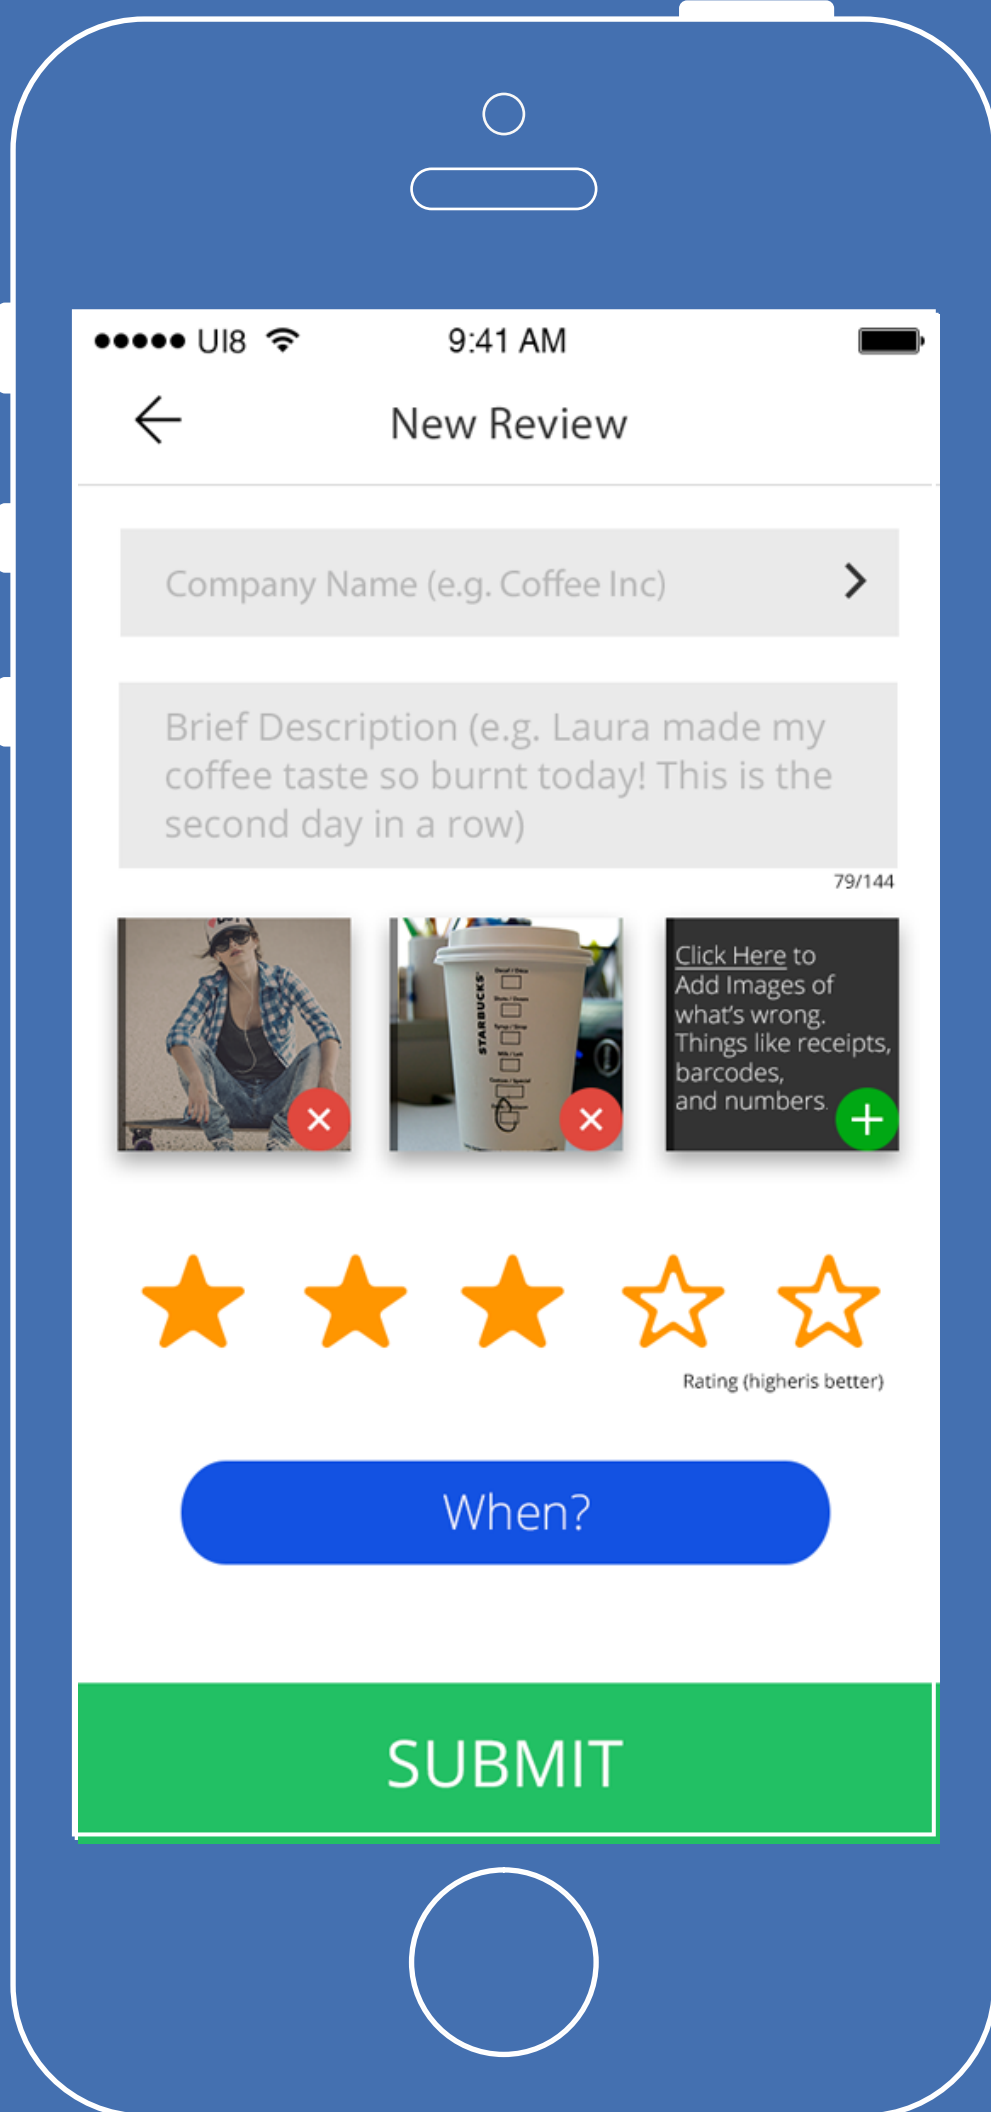 UI8 9:41 AM
New Review
Company Name (e.g. Coffee Inc)
Brief Description (e.g. Laura made my
coffee taste so burnt today! This is the
second day in a row)
79/144
STARBUCKS
Click Here to
Add Images of
what's wrong.
Things like receipts,
barcodes,
and numbers.
Rating (higheris better)
When?
SUBMIT